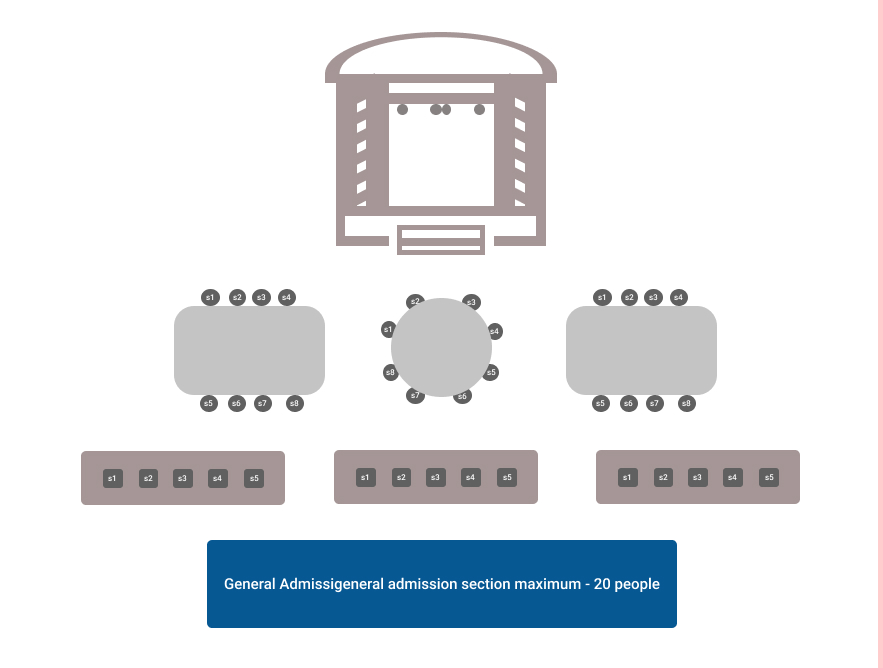 s1 s2 s3 s4
s5 s6 s7 s8
s2 s3
s1 s4
s8 s5
s7 s6
s1 s2 s3 s4
s5 s6 s7 s8
s1 s2 s3 s4 s5
s1 s2 s3 s4 s5
s1 s2 s3 s4 s5
General Admissigeneral admission section maximum - 20 people